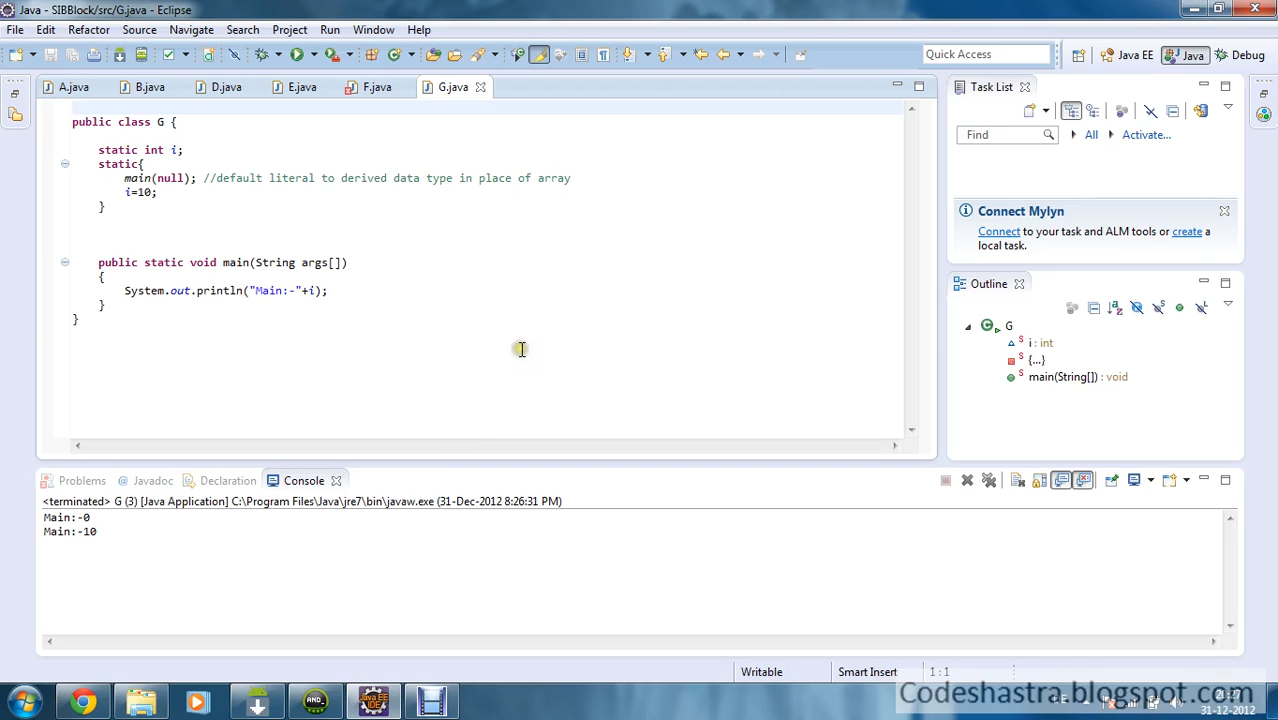 Java - SIBBlock/src/G.java - Eclipse
File Edit Refactor Source Navigate Search Project Run Window Help
Quick Access
Java EE
Java
Debug
A.java
B.java
D.java
E.java
F.java
G.java
public class G {
static int i;
static{
main(null); //default literal to derived data type in place of array
i=10;
}
public static void main(String args[])
{
System.out.println("Main:-"+i);
}
}
Task List
Find
All
Activate...
Connect Mylyn
Connect to your task and ALM tools or create a
local task.
Outline
G
i : int
{...}
main(String[]) : void
Problems
Javadoc
Declaration
Console
<terminated> G (3) [Java Application] C:\Program Files\Java\jre7\bin\javaw.exe (31-Dec-2012 8:26:31 PM)
Main:-0
Main:-10
Writable
Smart Insert
1 : 1
Codeshastra.blogspot.com
20:27
31-12-2012